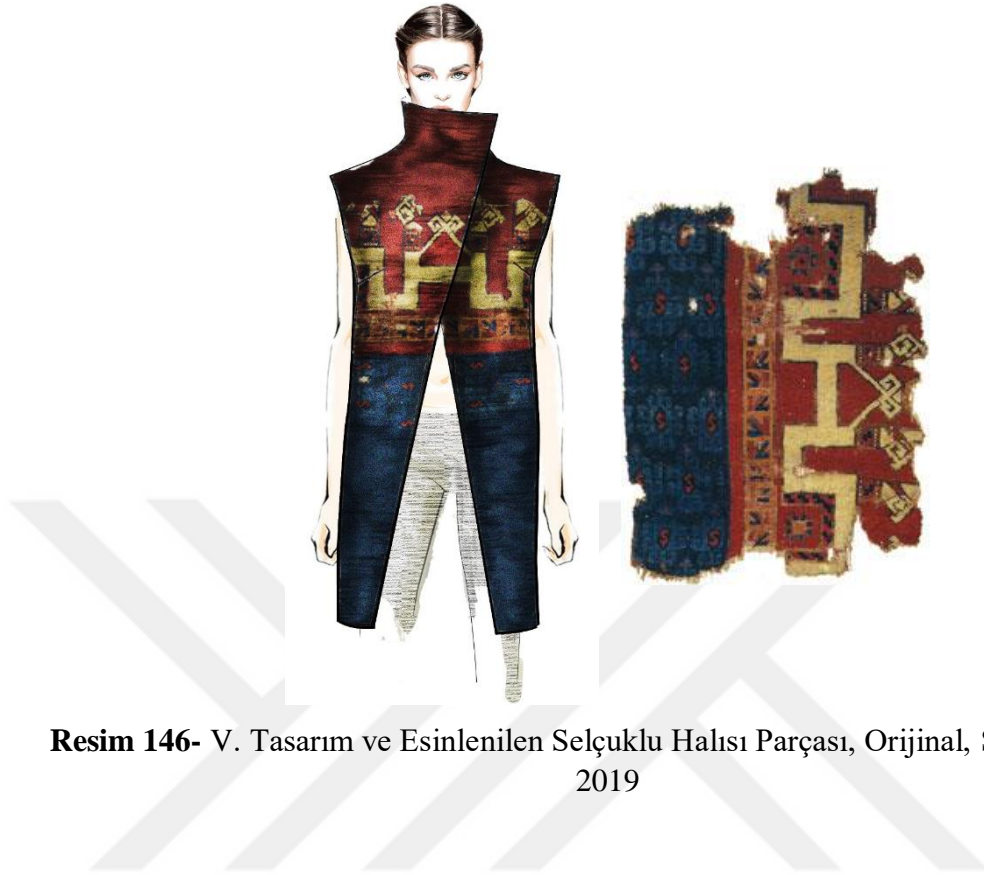 Resim 146- V. Tasarım ve Esinlenilen Selçuklu Halısı Parçası, Orijinal,
2019